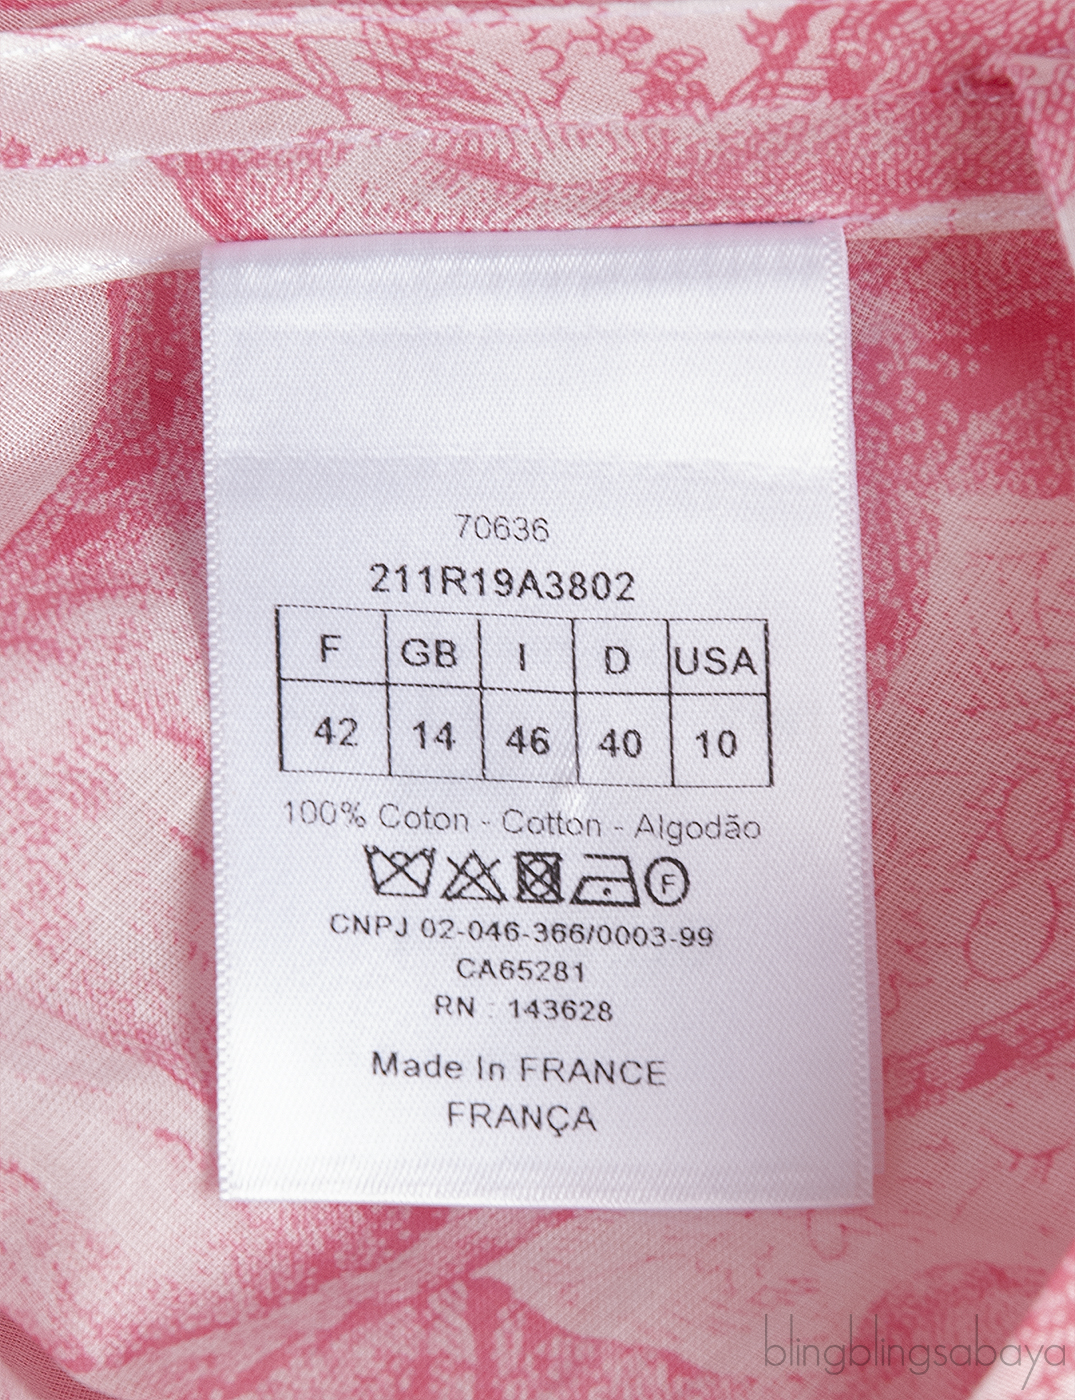 70636
211R19A3802
F GB I D USA
42 14 46 40 10
100% Coton - Cotton - Algodão
F
CNPJ 02-046-366/0003-99
CA65281
RN : 143628
Made In FRANCE
FRANÇA
blingblingsabaya